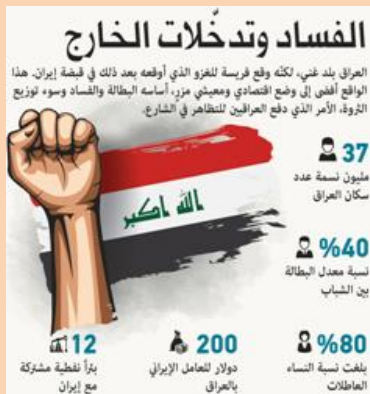 الفساد وتدخّلات الخارج
العراق بلد غني، لكنّه وقع فريسة للغزو الذي أوقعه بعد ذلك في قبضة إيران. هذا
الواقع أفضى إلى وضع اقتصادي ومعيشي مزرٍ، أساسه البطالة والفساد وسوء توزيع
الثروة، الأمر الذي دفع العراقيين للتظاهر في الشارع.
37
مليون نسمة عدد
سكان العراق
الله اكبر
%40
نسبة معدل البطالة
بين الشباب
%80
بلغت نسبة النساء
العاطلات
200
دولار للعامل الإيراني
بالعراق
12
بئراً نفطية مشتركة
مع إيران